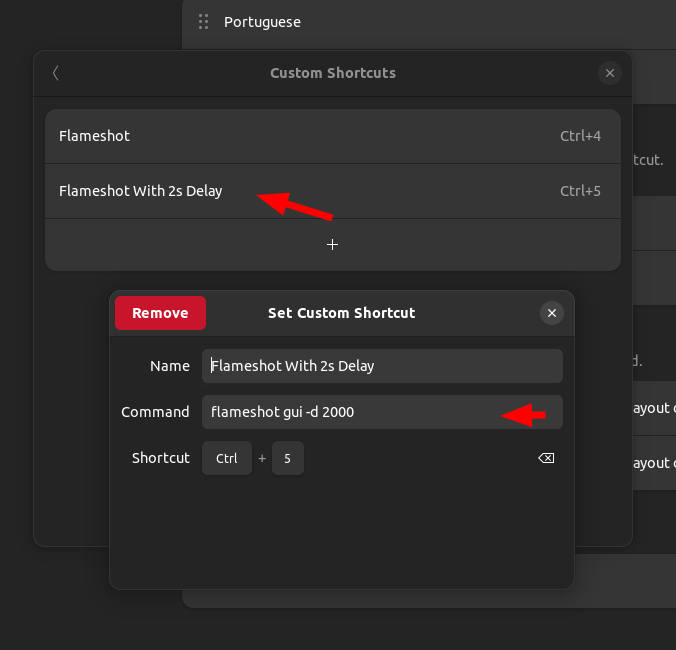 Portuguese
Custom Shortcuts
Flameshot Ctrl+4
tcut.
Flameshot With 2s Delay Ctrl+5
+
Remove Set Custom Shortcut
d.
Name Flameshot With 2s Delay
Command flameshot gui -d 2000
ayout c
Shortcut Ctrl + 5
ayout c